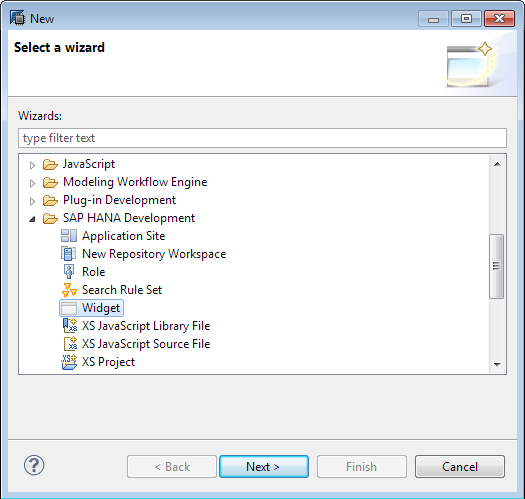 New
Select a wizard
Wizards:
type filter text
JavaScript
Modeling Workflow Engine
Plug-in Development
SAP HANA Development
Application Site
New Repository Workspace
Role
Search Rule Set
Widget
XS JavaScript Library File
XS JavaScript Source File
XS Project
< Back
Next >
Finish
Cancel